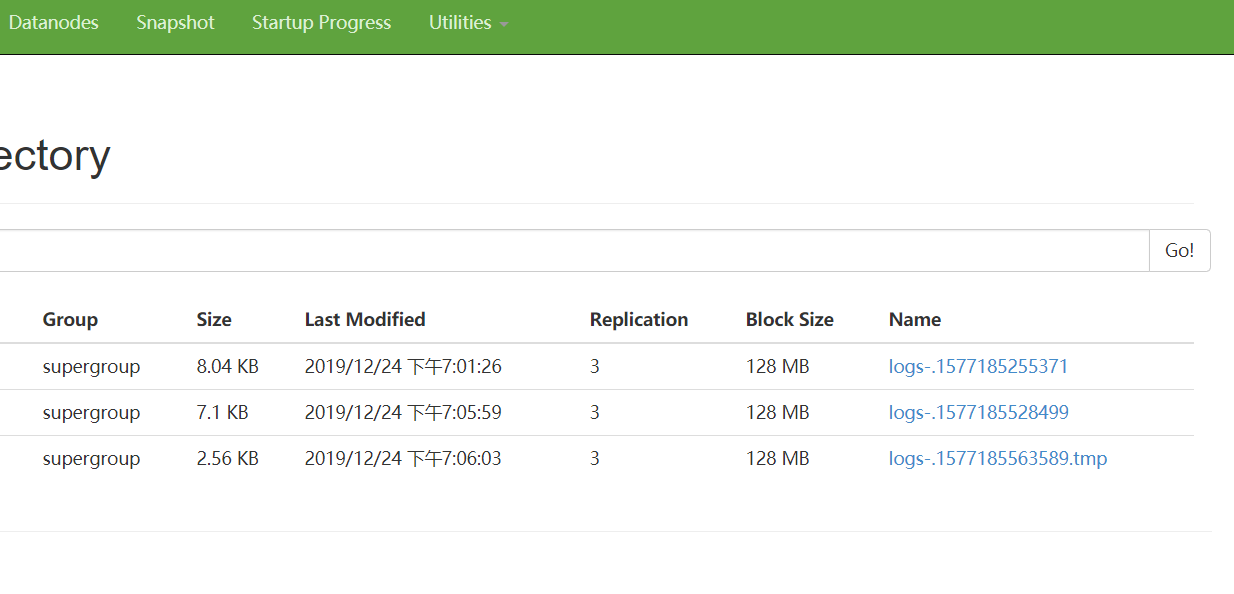 Datanodes Snapshot Startup Progress Utilities
ectory
Go!
Group Size Last Modified Replication Block Size Name
supergroup 8.04 KB 2019/12/24 下午7:01:26 3 128 MB logs-.1577185255371
supergroup 7.1 KB 2019/12/24 下午7:05:59 3 128 MB logs-.1577185528499
supergroup 2.56 KB 2019/12/24 下午7:06:03 3 128 MB logs-.1577185563589.tmp